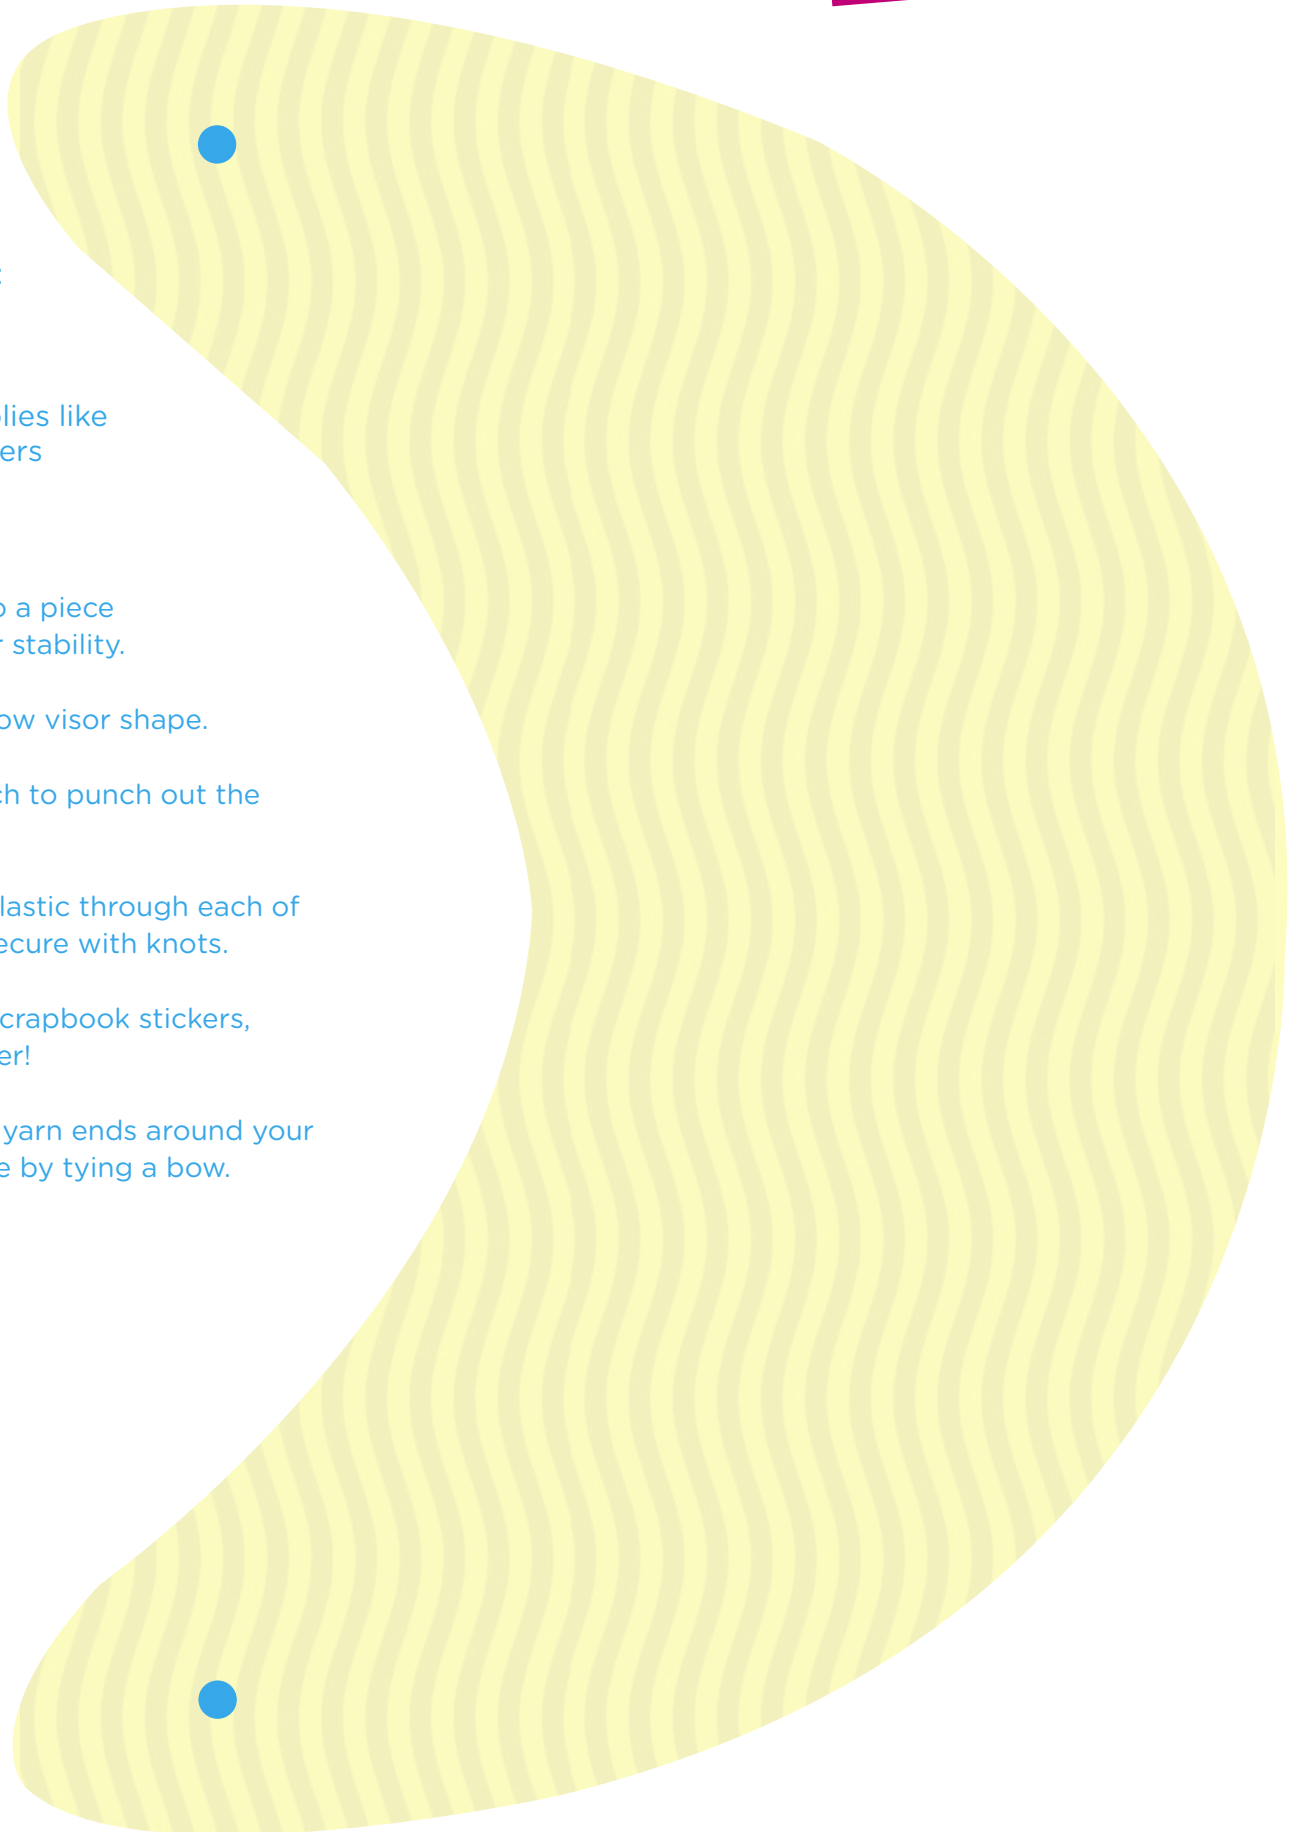 :
lies like
ers
a piece
stability.
ow visor shape.
ch to punch out the
lastic through each of
ecure with knots.
crapbook stickers,
er!
yarn ends around your
e by tying a bow.